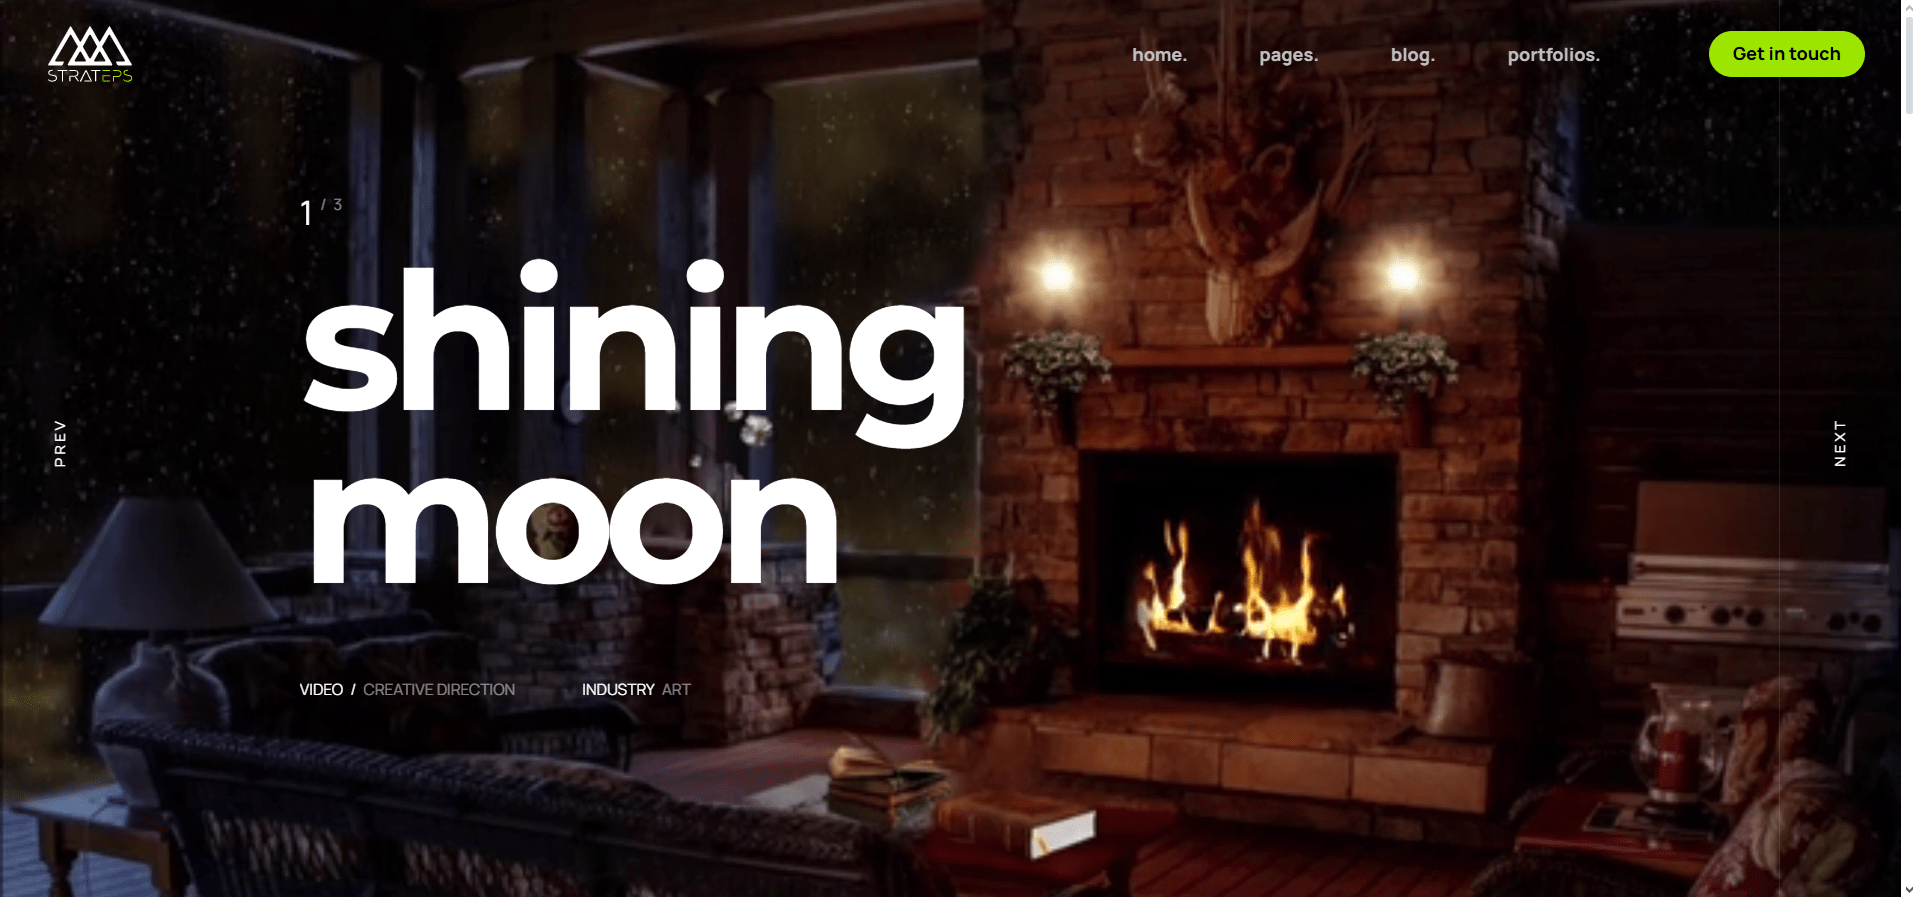 STRATEPS
home.
pages.
blog.
portfolios.
Get in touch
1 / 3
shining
moon
PREV
NEXT
VIDEO / CREATIVE DIRECTION
INDUSTRY ART